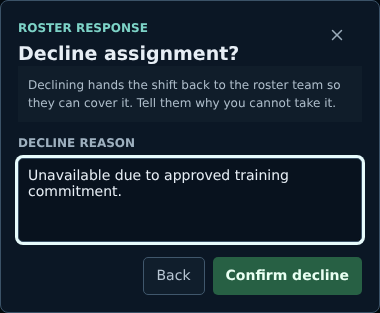 ROSTER RESPONSE
Decline assignment?
Declining hands the shift back to the roster team so
they can cover it. Tell them why you cannot take it.
DECLINE REASON
Unavailable due to approved training
commitment.
Back
Confirm decline